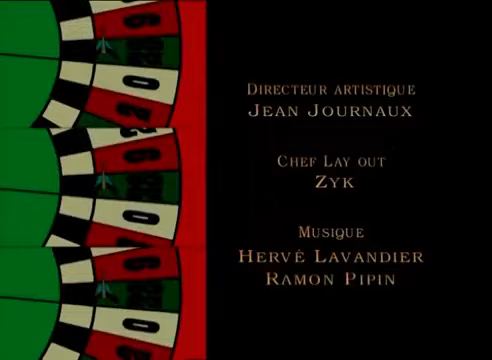 DIRECTEUR ARTISTIQUE
JEAN JOURNAUX
CHEF LAY OUT
ZYK
MUSIQUE
HERVÉ LAVANDIER
RAMON PIPIN